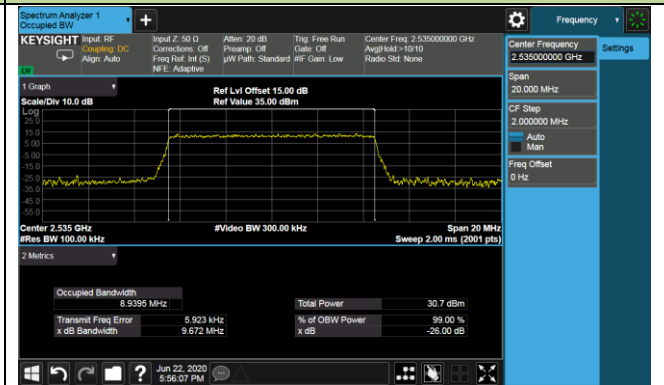 Spectrum Analyzer 1
Occupied BW
+
Frequency
KEYSIGHT
Input: RF
Coupling: DC
Align: Auto
Input Z: 50 Ω
Corrections: Off
Freq Ref: Int (S)
NFE: Adaptive
Atten: 20 dB
Preamp: Off
µW Path: Standard
Trig: Free Run
Gate: Off
#IF Gain: Low
Center Freq: 2.535000000 GHz
Avg|Hold:>10/10
Radio Std: None
Center Frequency
2.535000000 GHz
Settings
Span
20.000 MHz
CF Step
2.000000 MHz
Auto
Man
Freq Offset
0 Hz
1 Graph
Scale/Div 10.0 dB
Ref Lvl Offset 15.00 dB
Ref Value 35.00 dBm
Log
25.0
15.0
5.00
-5.00
-15.0
-25.0
-35.0
-45.0
-55.0
Center 2.535 GHz
#Video BW 300.00 kHz
Span 20 MHz
#Res BW 100.00 kHz
Sweep 2.00 ms (2001 pts)
2 Metrics
Occupied Bandwidth
8.9395 MHz
Total Power 30.7 dBm
Transmit Freq Error 5.923 kHz
% of OBW Power 99.00 %
x dB Bandwidth 9.672 MHz
x dB -26.00 dB
?
Jun 22, 2020
5:56:07 PM